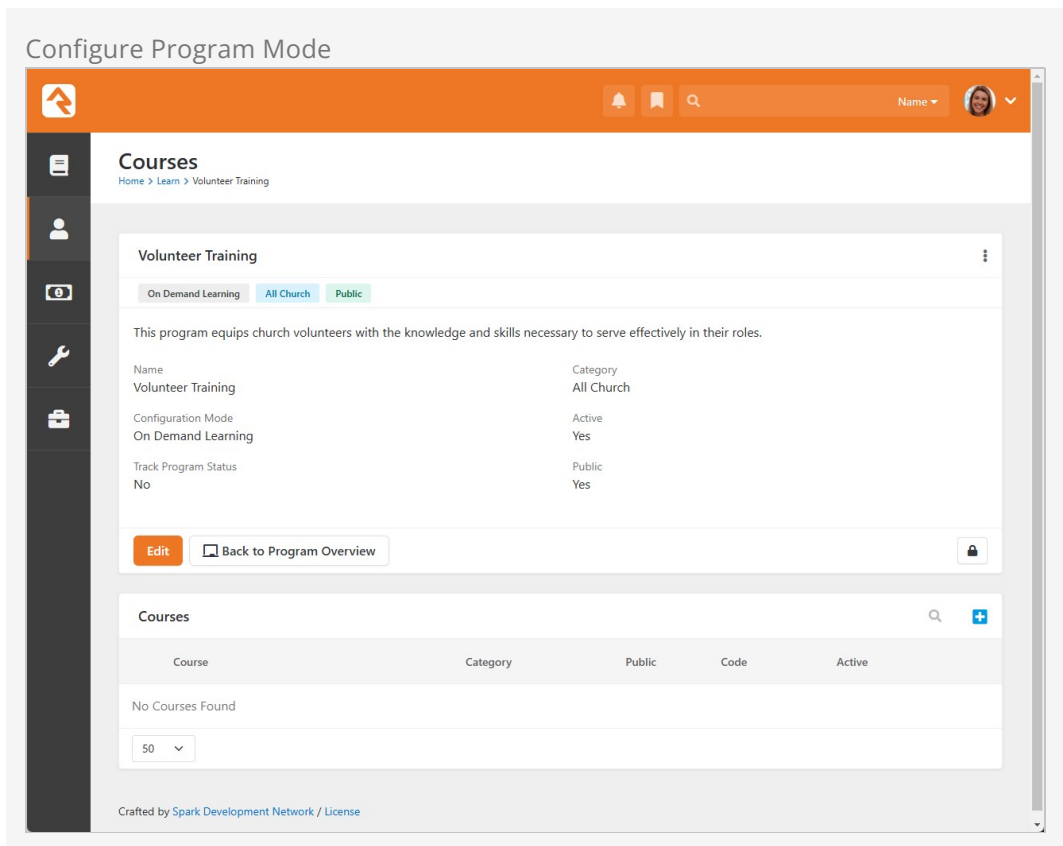 Configure Program Mode
Name
Courses
Home > Learn > Volunteer Training
Volunteer Training
On Demand Learning All Church Public
This program equips church volunteers with the knowledge and skills necessary to serve effectively in their roles.
Name Category
Volunteer Training All Church
Configuration Mode Active
On Demand Learning Yes
Track Program Status Public
No Yes
Edit Back to Program Overview
Courses
Course Category Public Code Active
No Courses Found
50
Crafted by Spark Development Network / License